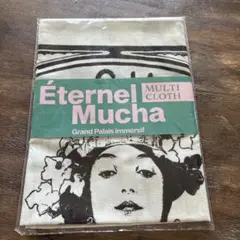 Éternel
Mucha
MULTI
CLOTH
Grand Palais immersif